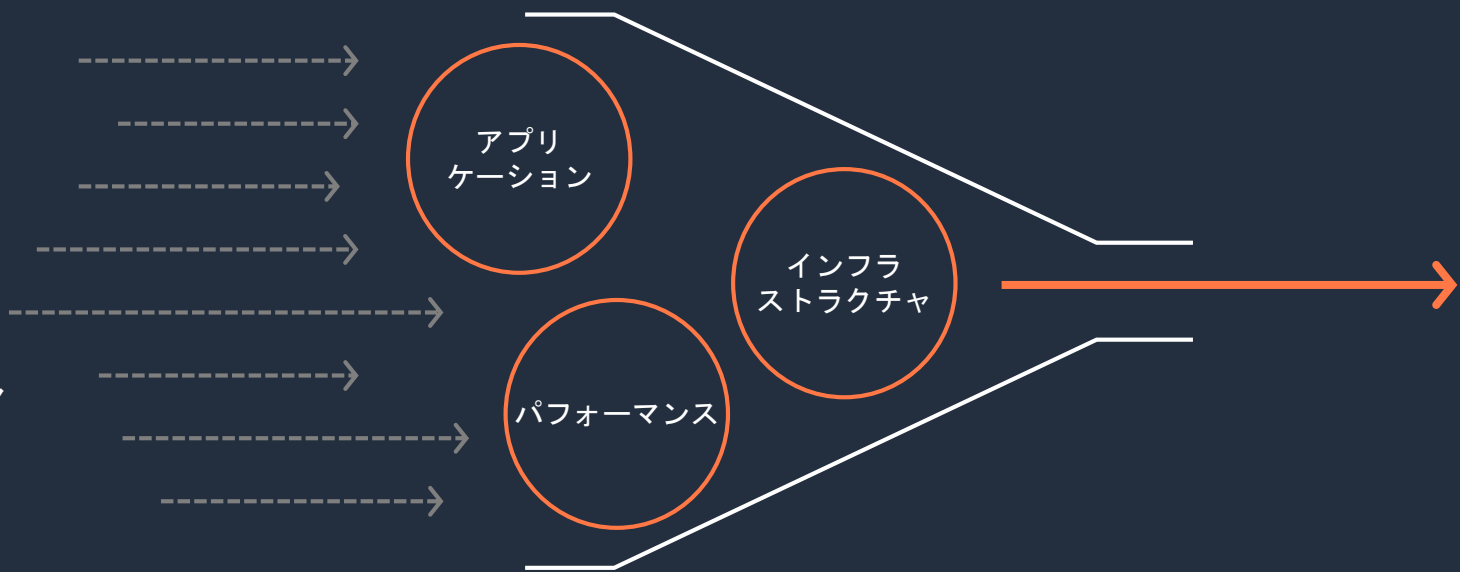 アプリ
ケーション
インフラ
ストラクチャ
パフォーマンス